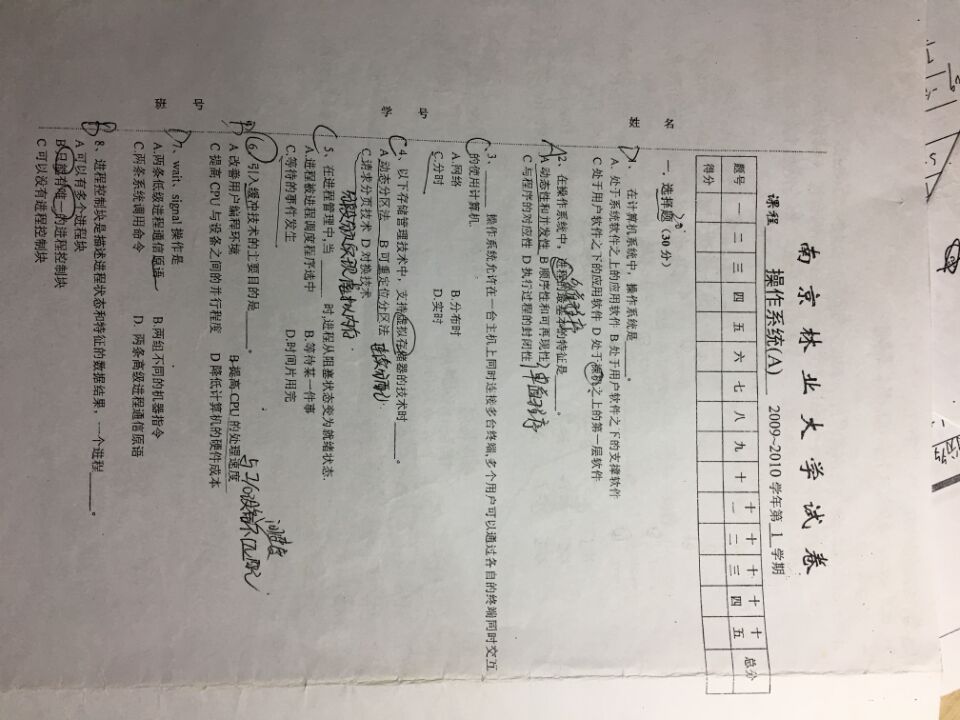 南京林业大学试卷
课程 操作系统(A) 2009~2010 学年第 1 学期
题号 一 二 三 四 五 六 七 八 九 十 十一 十二 十三 十四 十五 总分
得分
姓名
学号
班号
一. 选择题（30 分）
20
D
1、 在计算机系统中，操作系统是______。
A. 处于系统软件之上的应用软件 B 处于用户软件之下的支撑软件
C 处于用户软件之下的应用软件 D 处于裸机之上的第一层软件
程序
A
2、在操作系统中，进程的最基本的特征是______。
A 动态性和并发性 B 顺序性和可再现性
C 与程序的对应性 D 执行过程的封闭性
程序
C
3、______ 操作系统允许在一台主机上同时连接多台终端,多个用户可以通过各自的终端同时交互
的使用计算机.
A.网络 B.分布时
C.分时 D.实时
C
4、以下存储管理技术中，支持虚拟存储器的技术时______。
A 动态分区法 B 可重定位分区法 连续分配
C 请求分页技术 D 对换技术
分段分页实现虚拟内存
C
5、在进程管理中,当 ______ 时,进程从阻塞状态变为就绪状态.
A.进程被进程调度程序选中 B.等待某一件事
C.等待的事件发生 D.时间片用完
间速度
与I/O设备不匹配
B
6、引入缓冲技术的主要目的是______。
A 改善用户编程环境 B 提高 CPU 的处理速度
C 提高 CPU 与设备之间的并行程度 D 降低计算机的硬件成本
D
7、wait、signal 操作是
A.两条低级进程通信原语 B.两组不同的机器指令
C.两条系统调用命令 D. 两条高级进程通信原语
B
8、进程控制块是描述进程状态和特征的数据结果，一个进程______。
A 可以有多个进程块
B 只能有唯一的进程控制块
C 可以没有进程控制块